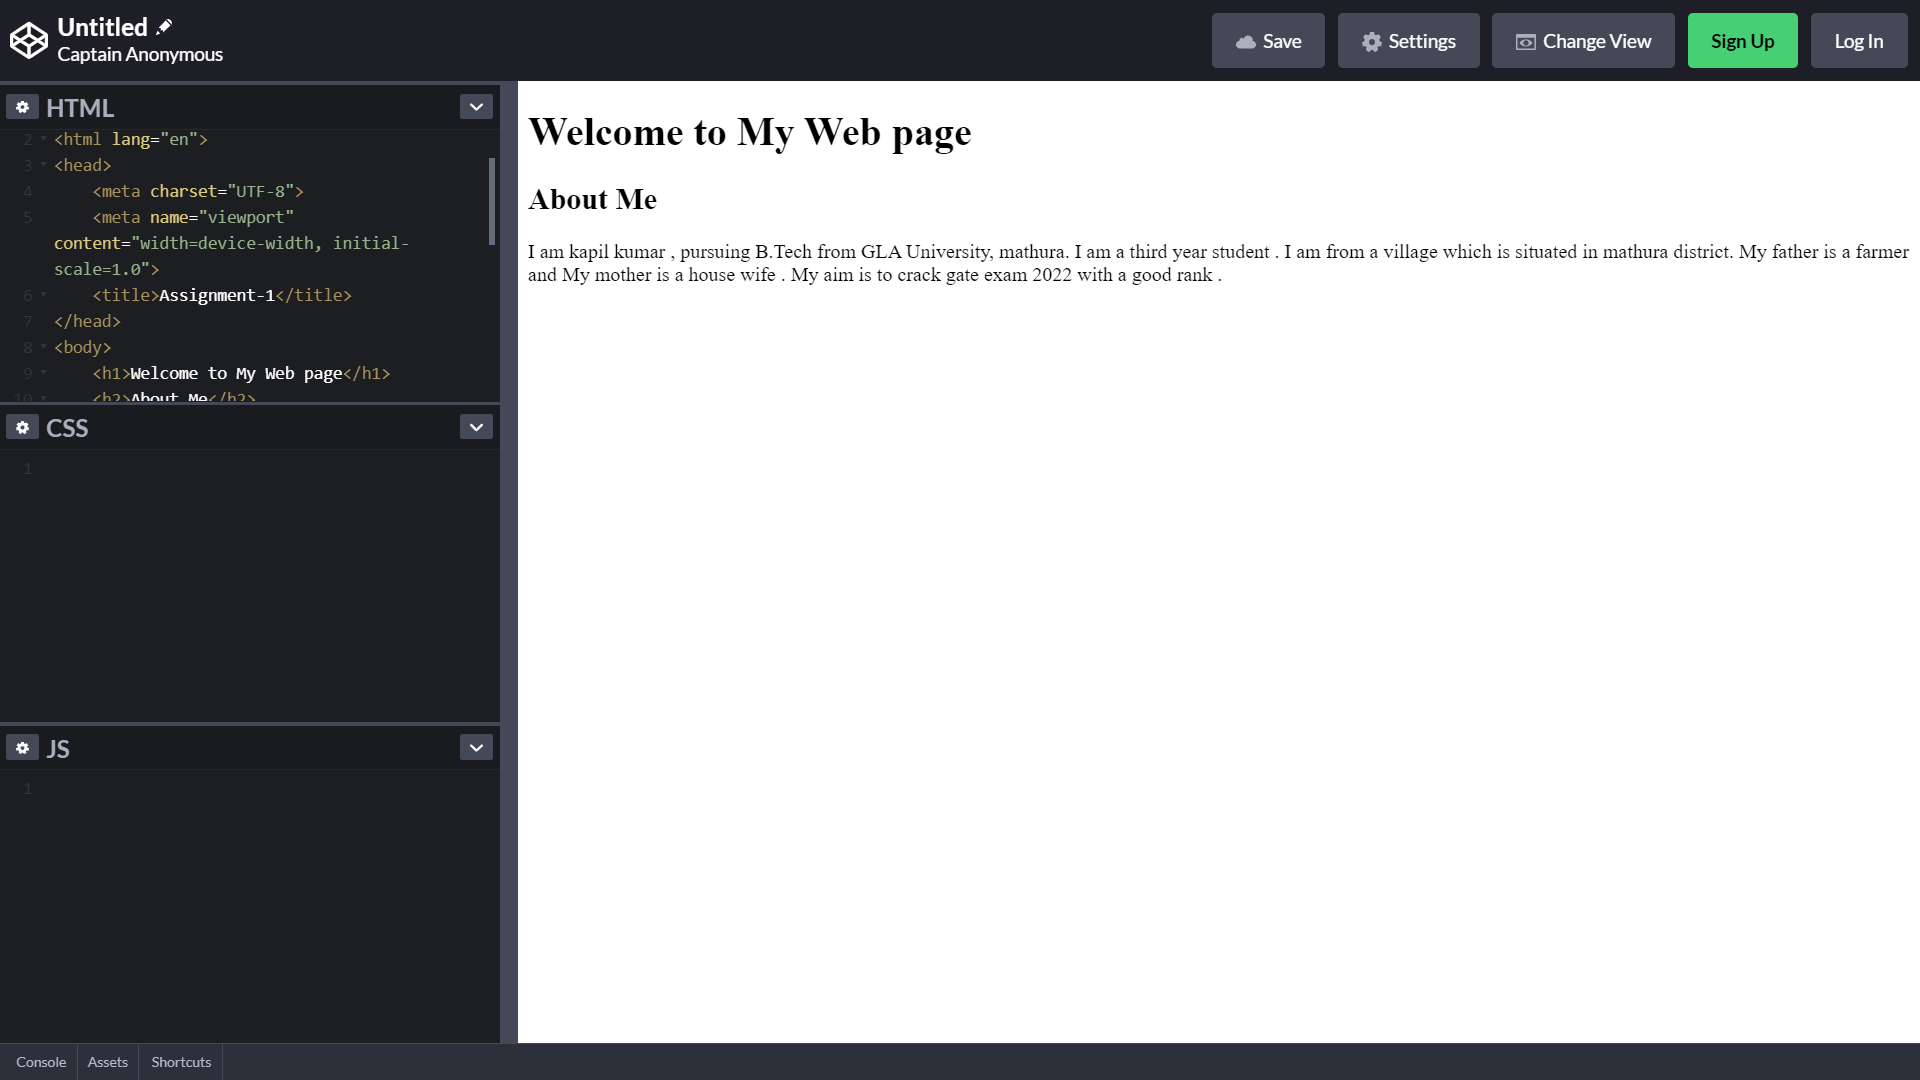 Untitled
Captain Anonymous
Save
Settings
Change View
Sign Up
Log In
HTML
2 <html lang="en">
3 <head>
4 <meta charset="UTF-8">
5 <meta name="viewport"
content="width=device-width, initial-
scale=1.0">
6 <title>Assignment-1</title>
7 </head>
8 <body>
9 <h1>Welcome to My Web page</h1>
10 <h2>About Me</h2>
CSS
1
JS
1
Welcome to My Web page
About Me
I am kapil kumar , pursuing B.Tech from GLA University, mathura. I am a third year student . I am from a village which is situated in mathura district. My father is a farmer
and My mother is a house wife . My aim is to crack gate exam 2022 with a good rank .
Console
Assets
Shortcuts